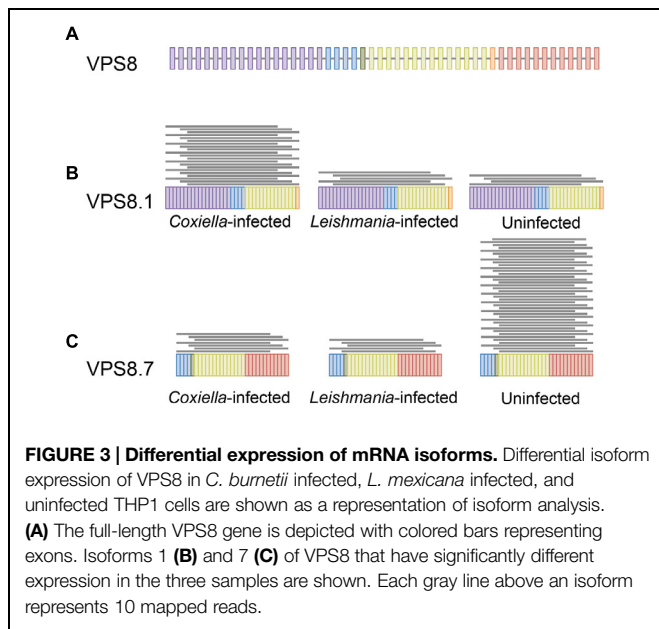 A
VPS8
B
VPS8.1
Coxiella-infected Leishmania-infected Uninfected
C
VPS8.7
Coxiella-infected Leishmania-infected Uninfected
FIGURE 3 | Differential expression of mRNA isoforms. Differential isoform
expression of VPS8 in C. burnetii infected, L. mexicana infected, and
uninfected THP1 cells are shown as a representation of isoform analysis.
(A) The full-length VPS8 gene is depicted with colored bars representing
exons. Isoforms 1 (B) and 7 (C) of VPS8 that have significantly different
expression in the three samples are shown. Each gray line above an isoform
represents 10 mapped reads.